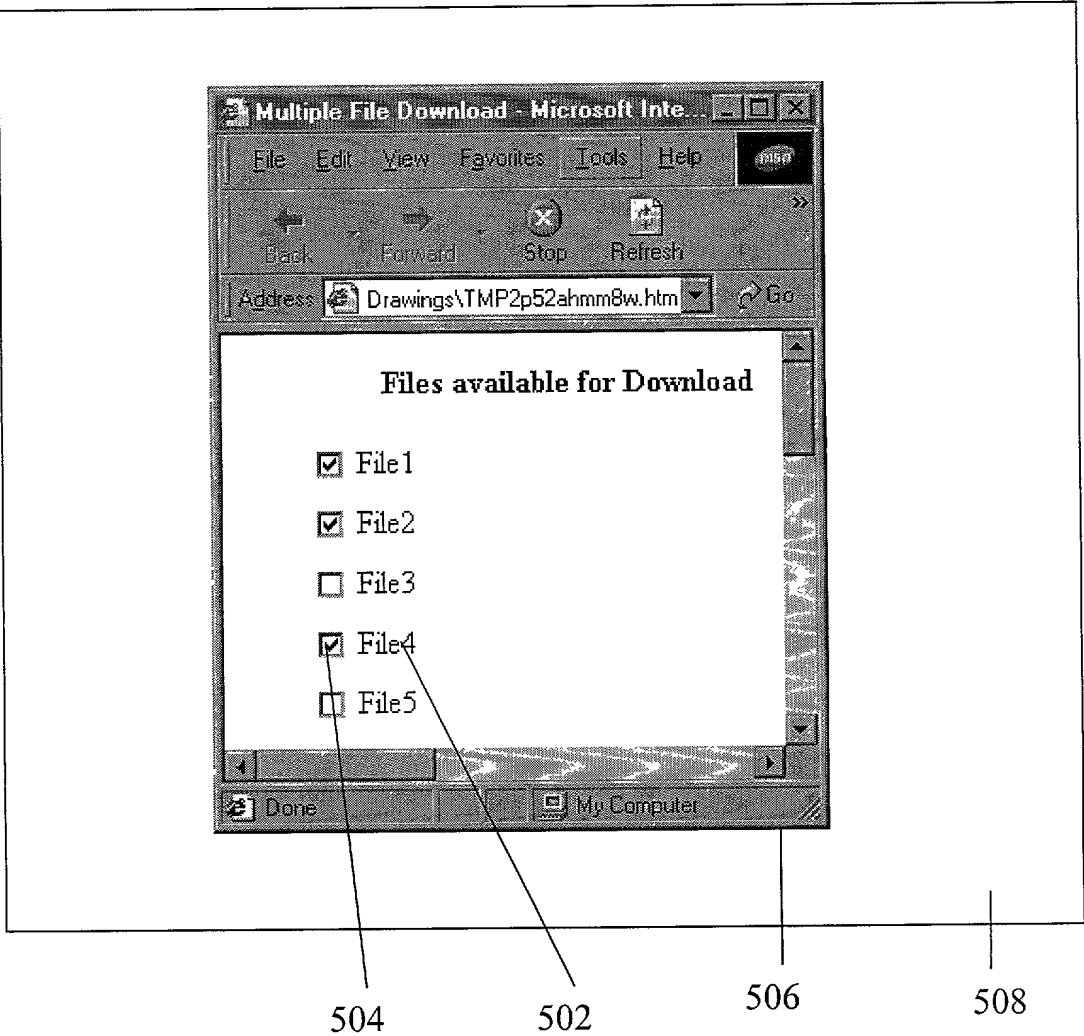 Multiple File Download - Microsoft Inte...
File Edit View Favorites Tools Help msn
Back Forward Stop Refresh »
Address Drawings\TMP2p52ahmm8w.htm Go
Files available for Download
File1
File2
File3
File4
File5
Done My Computer
504 502 506 508